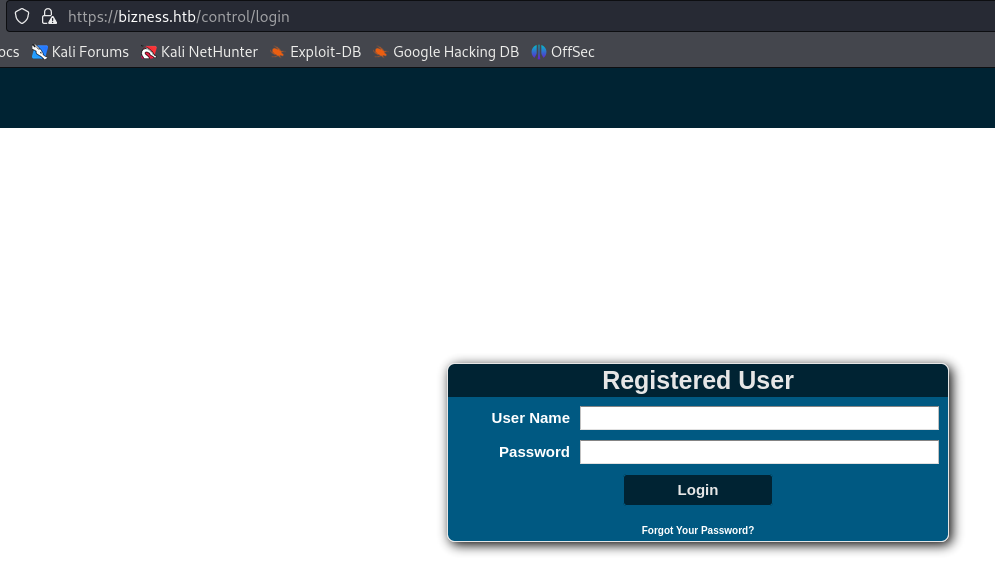 https://bizness.htb/control/login
ocs Kali Forums Kali NetHunter Exploit-DB Google Hacking DB OffSec
Registered User
User Name
Password
Login
Forgot Your Password?